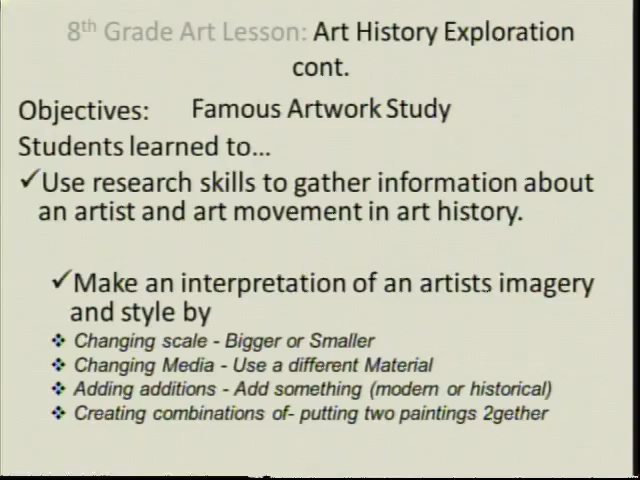 8th Grade Art Lesson: Art History Exploration
cont.
Objectives: Famous Artwork Study
Students learned to...
✓Use research skills to gather information about
an artist and art movement in art history.
✓Make an interpretation of an artists imagery
and style by
❖ Changing scale - Bigger or Smaller
❖ Changing Media - Use a different Material
❖ Adding additions - Add something (modern or historical)
❖ Creating combinations of- putting two paintings 2gether